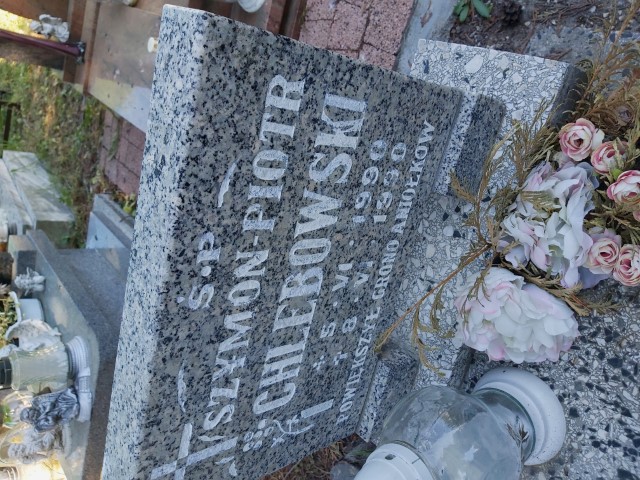 Ś.P.
SZYMON-PIOTR
CHLEBOWSKI
* 5.VI.1990
† 8.VI.1990
POWIĘKSZYŁ GRONO ANIOŁKÓW